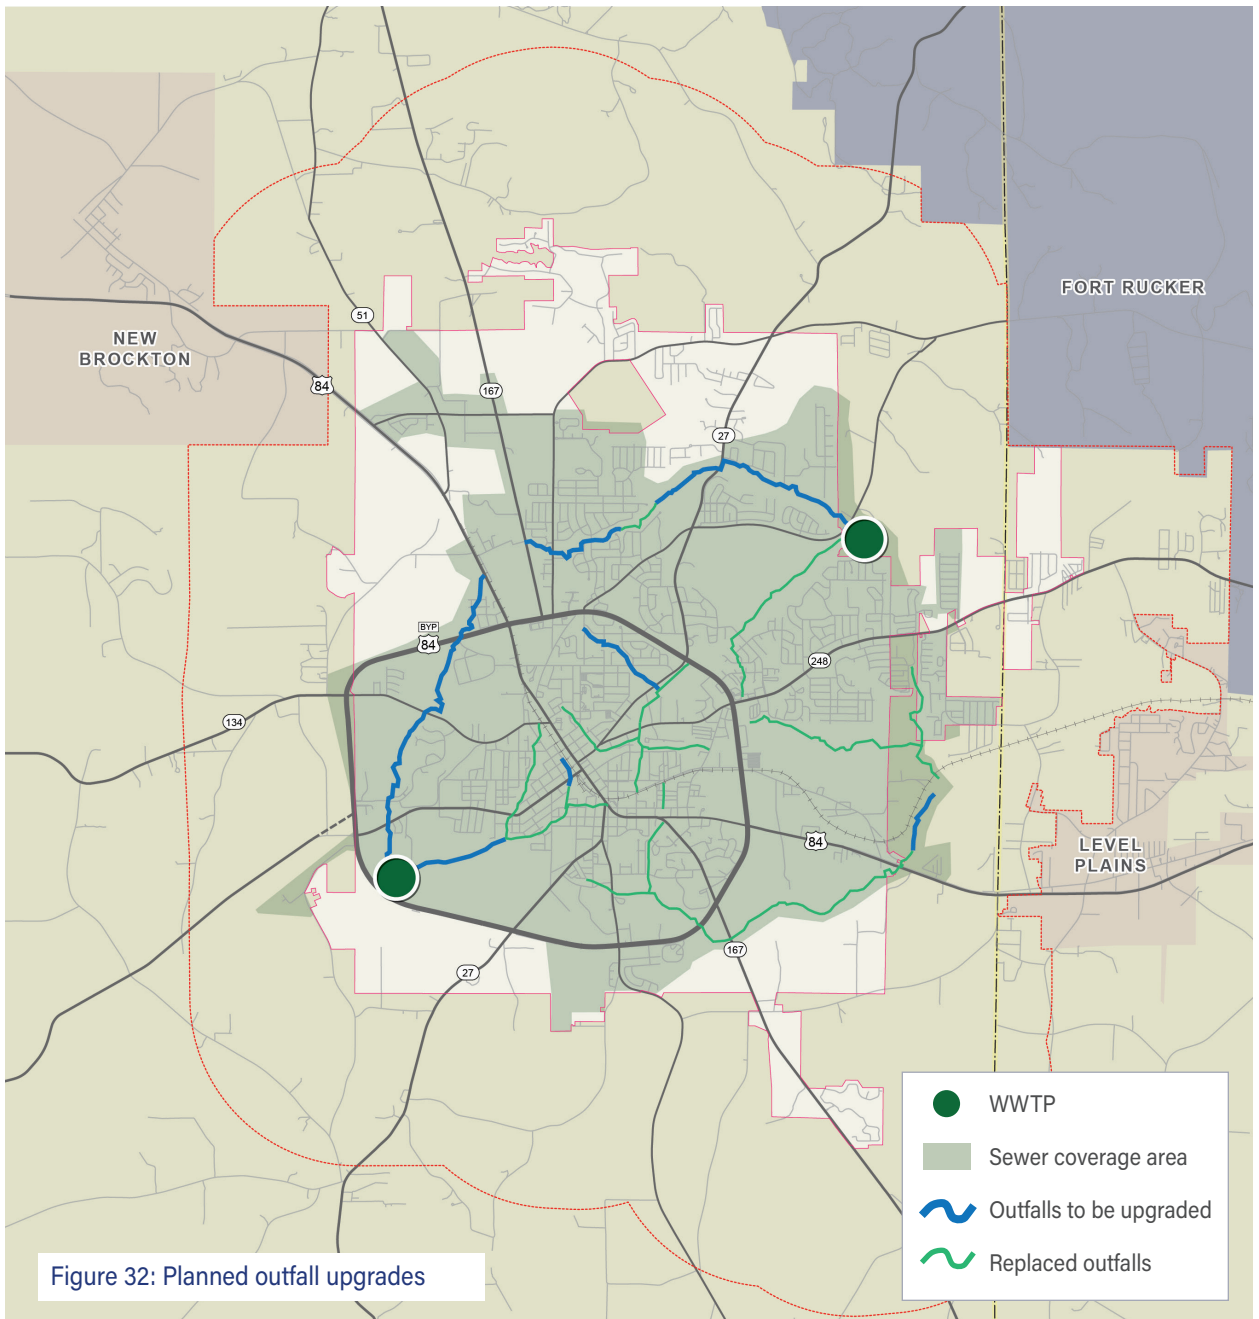 FORT RUCKER
51
NEW
BROCKTON
84
167
27
BYP
84
248
134
84
LEVEL
PLAINS
167
27
WWTP
Sewer coverage area
Outfalls to be upgraded
Replaced outfalls
Figure 32: Planned outfall upgrades